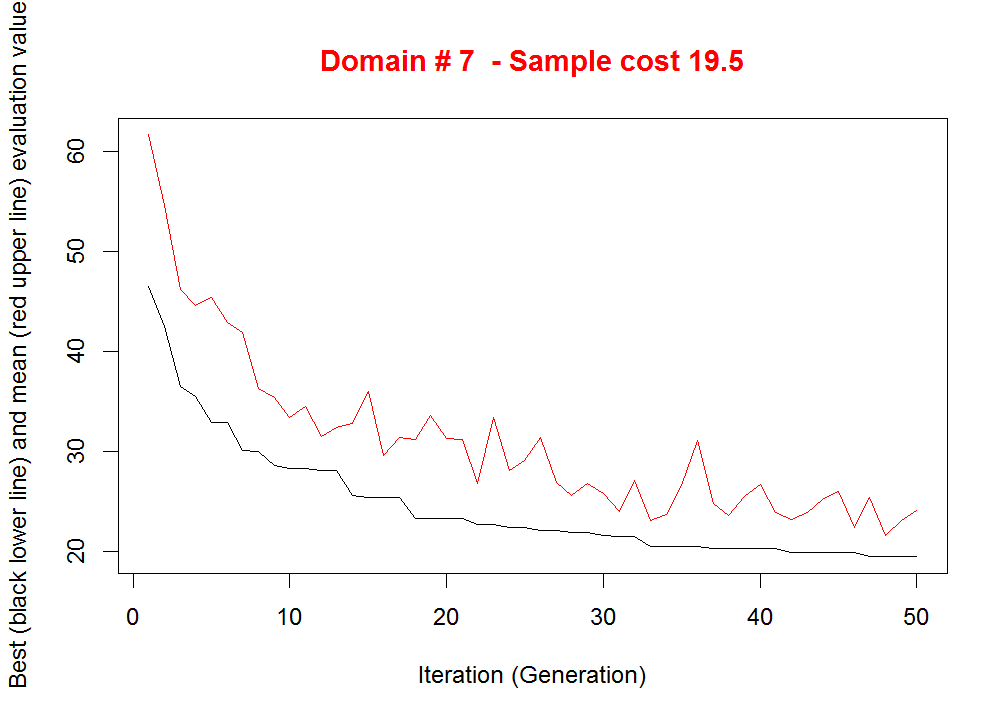 Domain # 7  - Sample cost 19.5
Best (black lower line) and mean (red upper line) evaluation value
60
50
40
30
20
0 10 20 30 40 50
Iteration (Generation)